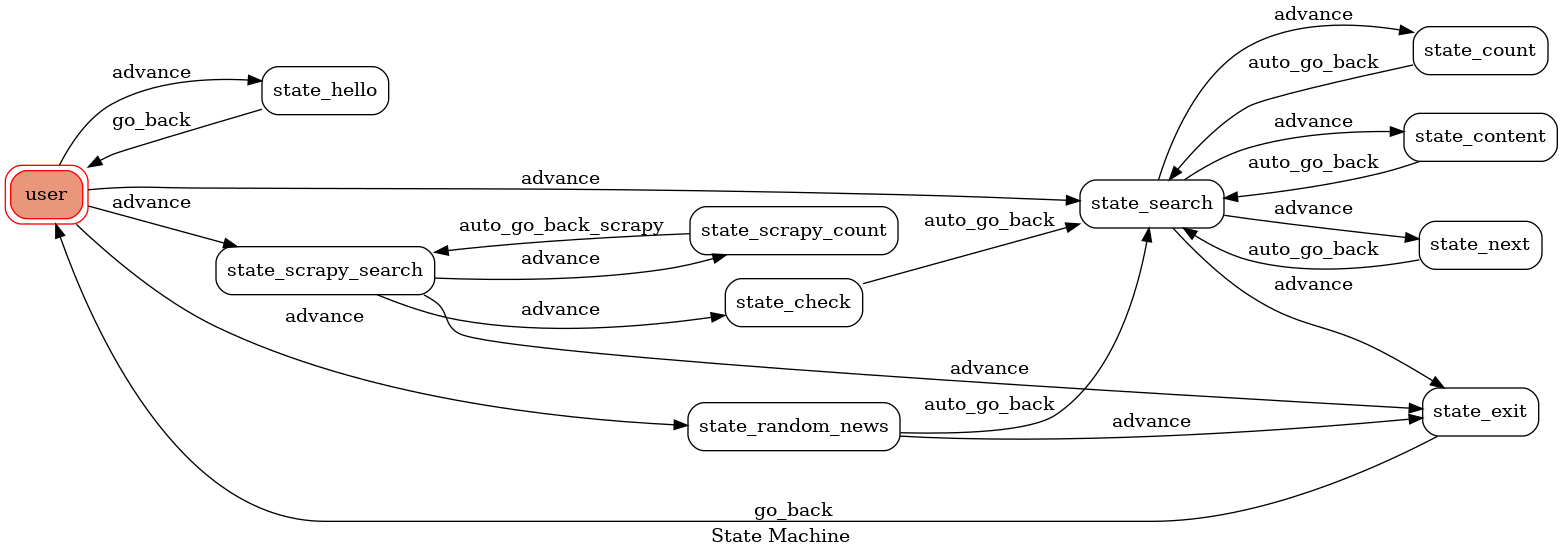 advance
state_count
auto_go_back
advance
state_hello
go_back
advance
state_content
auto_go_back
user
advance
state_search
advance
advance
state_next
auto_go_back
advance
auto_go_back_scrapy
state_scrapy_count
auto_go_back
advance
state_scrapy_search
state_check
advance
advance
advance
auto_go_back
state_random_news
advance
state_exit
go_back
State Machine